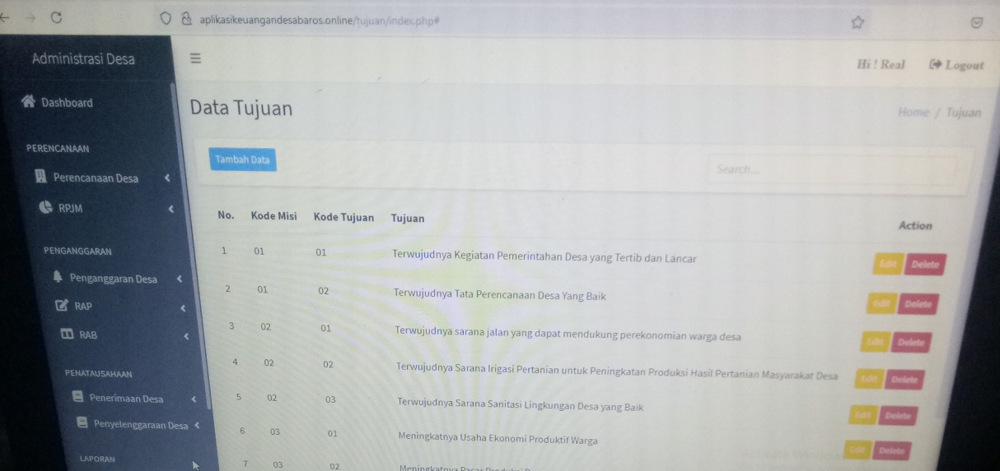 aplikasikeuangandesabaros.online/tujuan/index.php#
Administrasi Desa
Hi ! Real Logout
Dashboard
Data Tujuan
Home / Tujuan
PERENCANAAN
Tambah Data
Search...
Perencanaan Desa
RPJM
No. Kode Misi Kode Tujuan Tujuan Action
PENGANGGARAN
1 01 01 Terwujudnya Kegiatan Pemerintahan Desa yang Tertib dan Lancar Edit Delete
Penganggaran Desa
2 01 02 Terwujudnya Tata Perencanaan Desa Yang Baik Edit Delete
RAP
3 02 01 Terwujudnya sarana jalan yang dapat mendukung perekonomian warga desa Edit Delete
RAB
4 02 02 Terwujudnya Sarana Irigasi Pertanian untuk Peningkatan Produksi Hasil Pertanian Masyarakat Desa Edit Delete
PENATAUSAHAAN
Penerimaan Desa
5 02 03 Terwujudnya Sarana Sanitasi Lingkungan Desa yang Baik Edit Delete
Penyelenggaraan Desa
6 03 01 Meningkatnya Usaha Ekonomi Produktif Warga Edit Delete
LAPORAN
7 03 02 Meningkatnya Pasar Produksi